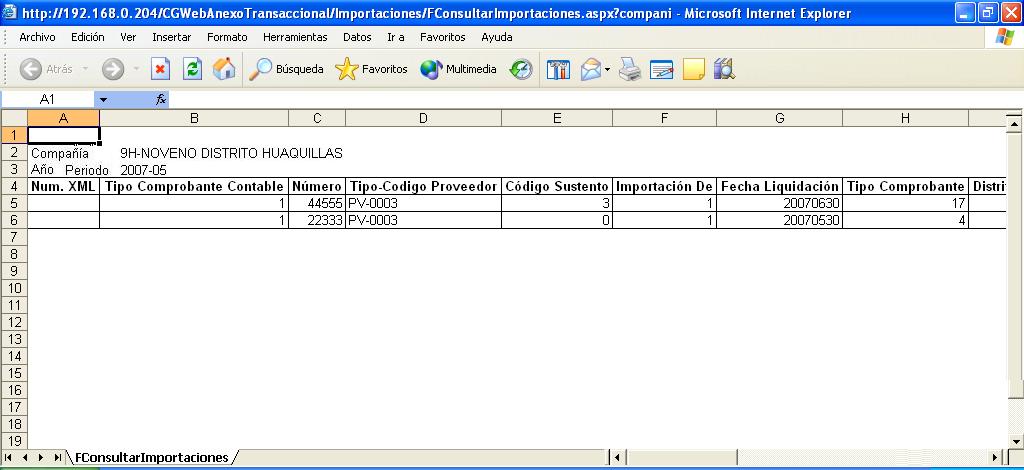 http://192.168.0.204/CGWebAnexoTransaccional/Importaciones/FConsultarImportaciones.aspx?compani - Microsoft Internet Explorer
Archivo Edición Ver Insertar Formato Herramientas Datos Ir a Favoritos Ayuda
Atrás Búsqueda Favoritos Multimedia
A1 fx
A B C D E F G H
1
2 Compañía 9H-NOVENO DISTRITO HUAQUILLAS
3 Año Periodo 2007-05
4 Num. XML Tipo Comprobante Contable Número Tipo-Codigo Proveedor Código Sustento Importación De Fecha Liquidación Tipo Comprobante Distri
5 1 44555 PV-0003 3 1 20070630 17
6 1 22333 PV-0003 0 1 20070530 4
7
8
9
10
11
12
13
14
15
16
17
18
19
FConsultarImportaciones